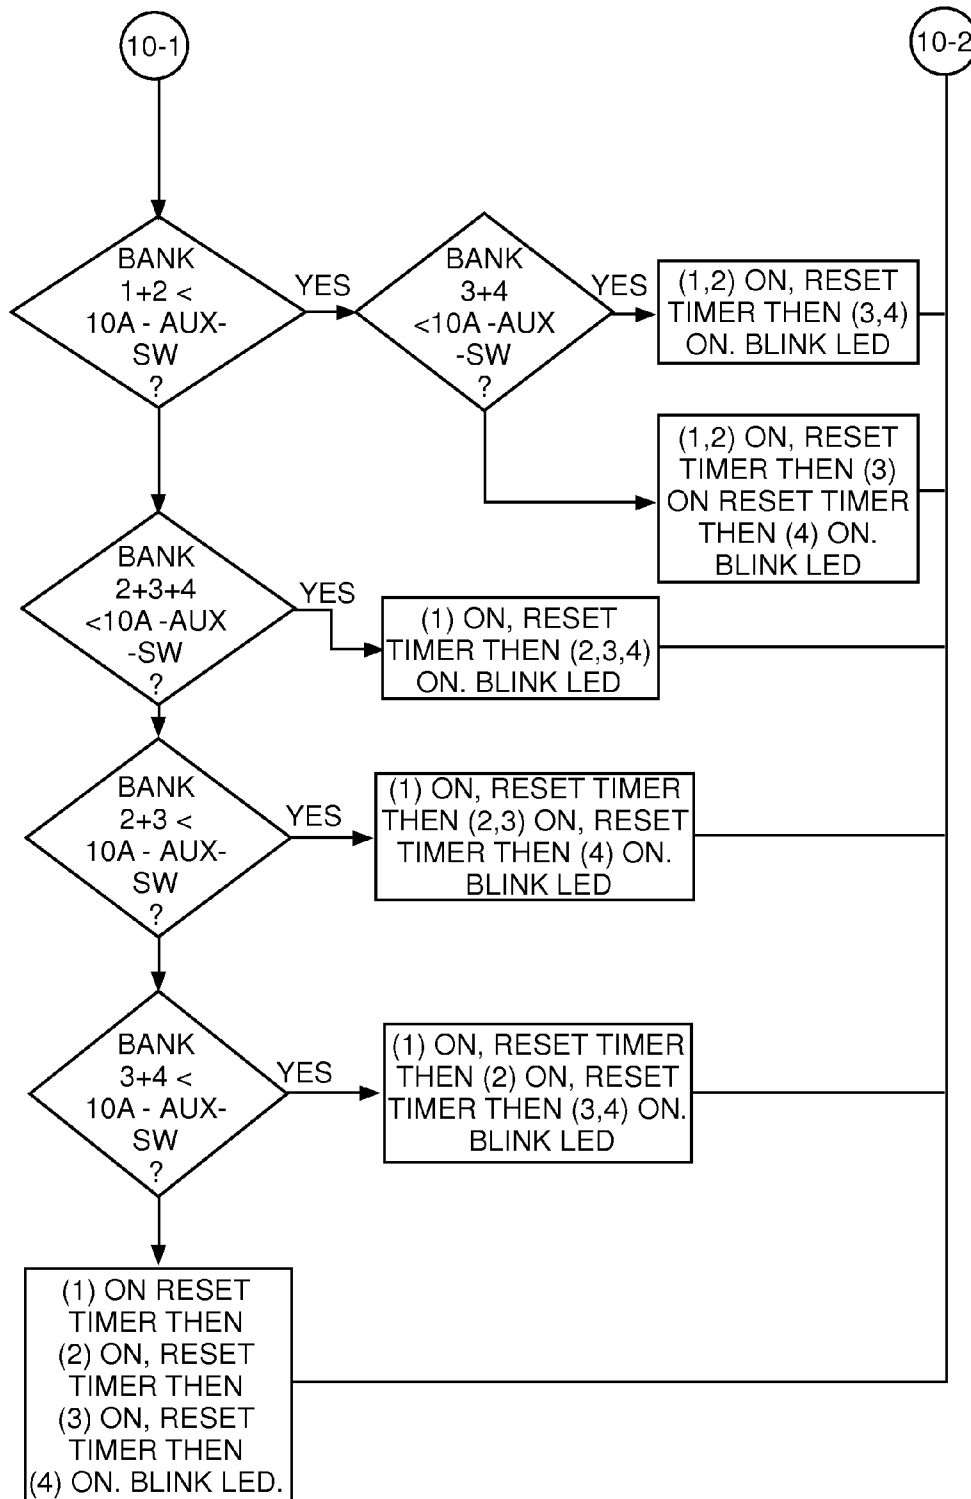 10-1
10-2
BANK
1+2 <
10A - AUX-
SW
?
YES
BANK
3+4
<10A -AUX
-SW
?
YES
(1,2) ON, RESET
TIMER THEN (3,4)
ON. BLINK LED
(1,2) ON, RESET
TIMER THEN (3)
ON RESET TIMER
THEN (4) ON.
BLINK LED
BANK
2+3+4
<10A -AUX
-SW
?
YES
(1) ON, RESET
TIMER THEN (2,3,4)
ON. BLINK LED
BANK
2+3 <
10A - AUX-
SW
?
YES
(1) ON, RESET TIMER
THEN (2,3) ON, RESET
TIMER THEN (4) ON.
BLINK LED
BANK
3+4 <
10A - AUX-
SW
?
YES
(1) ON, RESET TIMER
THEN (2) ON, RESET
TIMER THEN (3,4) ON.
BLINK LED
(1) ON RESET
TIMER THEN
(2) ON, RESET
TIMER THEN
(3) ON, RESET
TIMER THEN
(4) ON. BLINK LED.